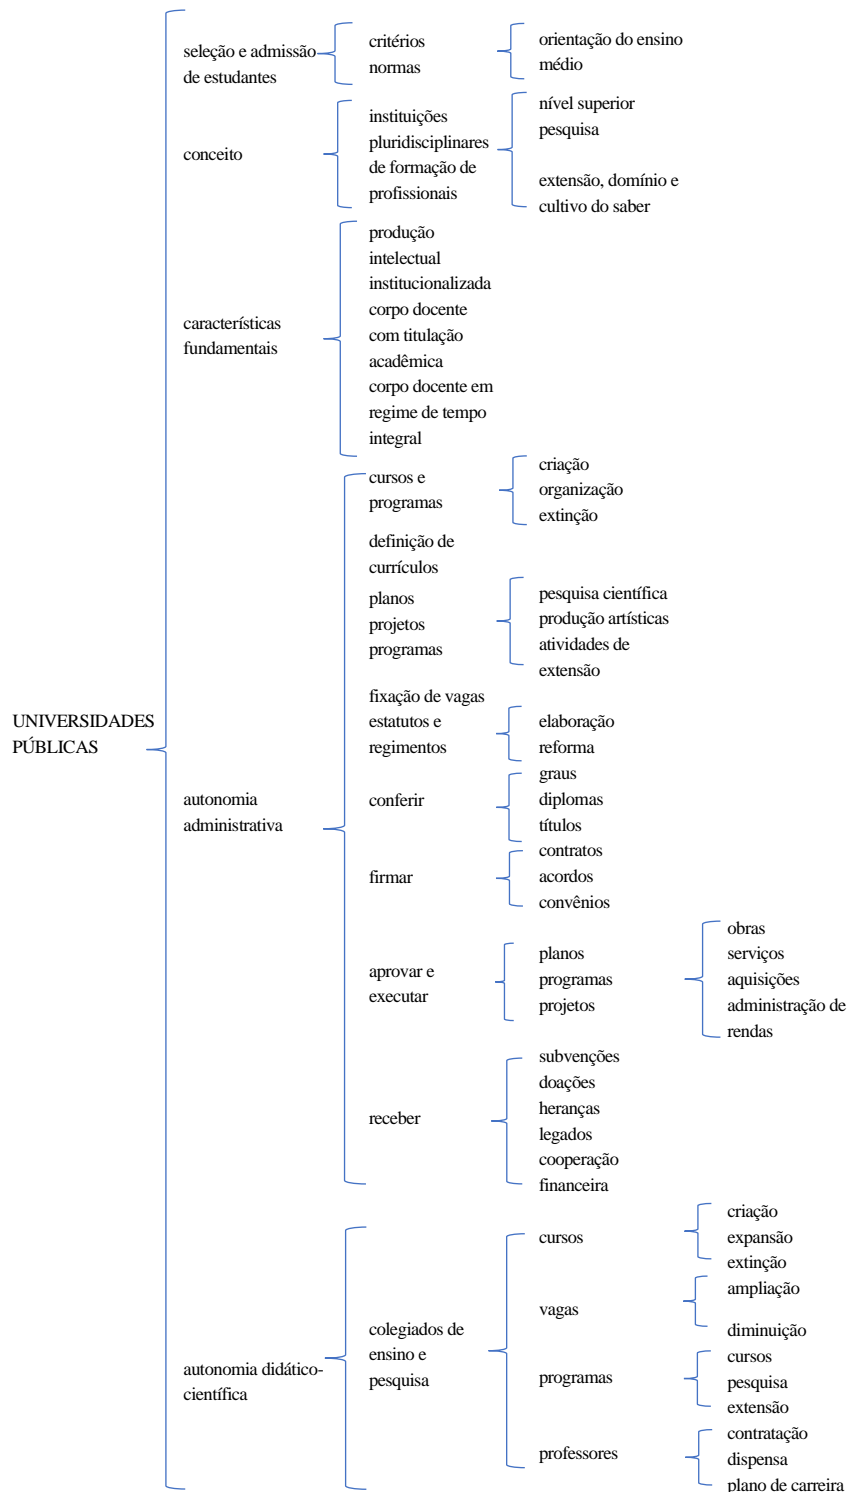 UNIVERSIDADES
PÚBLICAS
seleção e admissão
de estudantes
critérios
normas
orientação do ensino
médio
conceito
instituições
pluridisciplinares
de formação de
profissionais
nível superior
pesquisa
extensão, domínio e
cultivo do saber
características
fundamentais
produção
intelectual
institucionalizada
corpo docente
com titulação
acadêmica
corpo docente em
regime de tempo
integral
autonomia
administrativa
cursos e
programas
criação
organização
extinção
definição de
currículos
planos
projetos
programas
pesquisa científica
produção artísticas
atividades de
extensão
fixação de vagas
estatutos e
regimentos
elaboração
reforma
conferir
graus
diplomas
títulos
firmar
contratos
acordos
convênios
aprovar e
executar
planos
programas
projetos
obras
serviços
aquisições
administração de
rendas
receber
subvenções
doações
heranças
legados
cooperação
financeira
autonomia didático-
científica
colegiados de
ensino e
pesquisa
cursos
criação
expansão
extinção
vagas
ampliação
diminuição
programas
cursos
pesquisa
extensão
professores
contratação
dispensa
plano de carreira